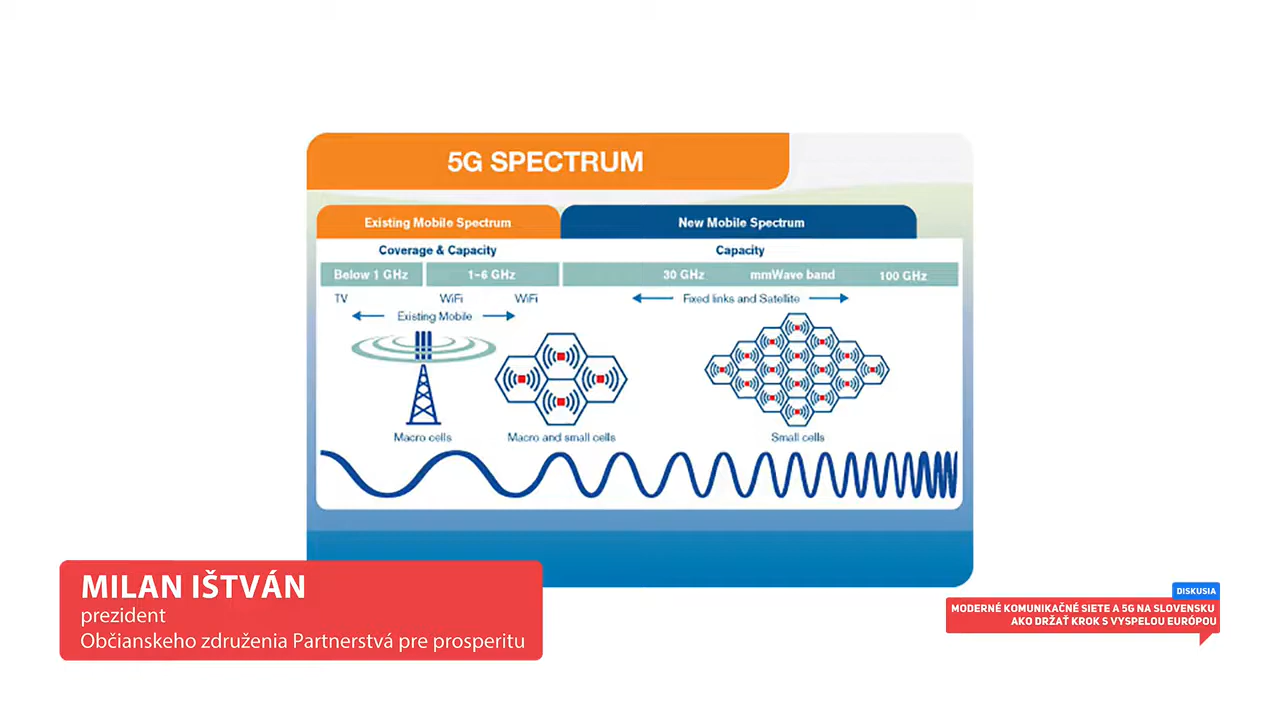 5G SPECTRUM
Existing Mobile Spectrum
New Mobile Spectrum
Coverage & Capacity
Capacity
Below 1 GHz
1–6 GHz
30 GHz
mmWave band
100 GHz
TV
WiFi
WiFi
Fixed links and Satellite
Existing Mobile
Macro cells
Macro and small cells
Small cells
MILAN IŠTVÁN
prezident
Občianskeho združenia Partnerstvá pre prosperitu
DISKUSIA
MODERNÉ KOMUNIKAČNÉ SIETE A 5G NA SLOVENSKU
AKO DRŽAŤ KROK S VYSPELOU EURÓPOU